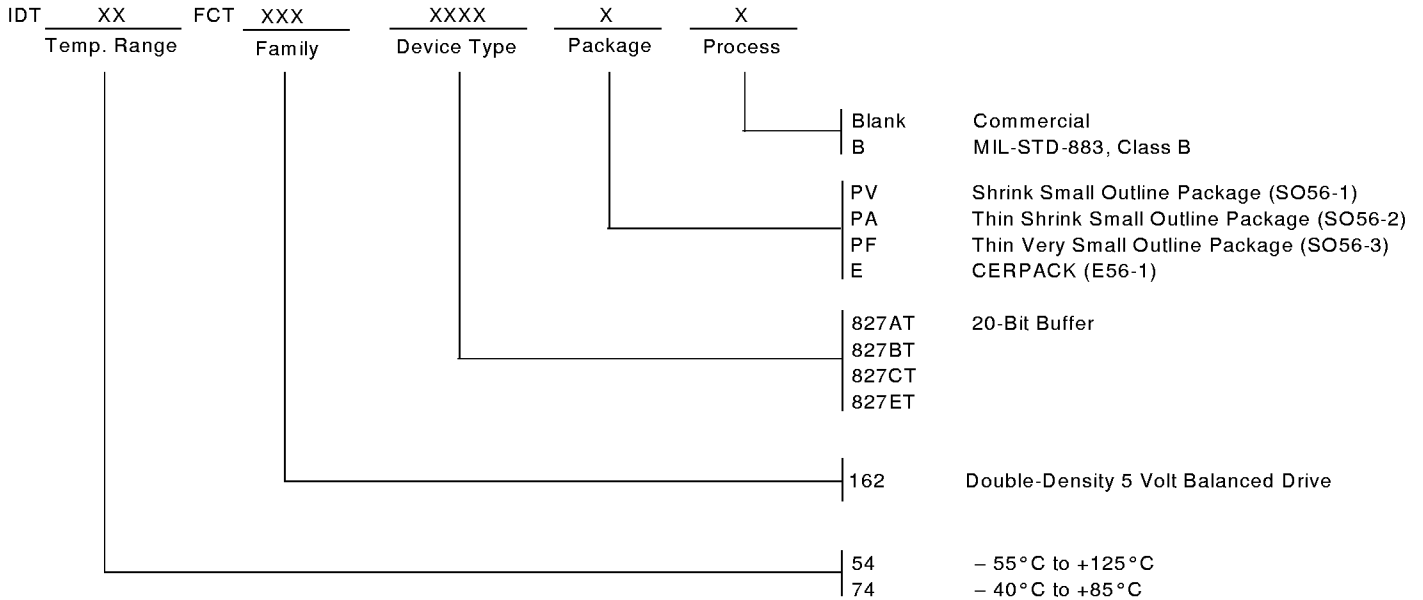 IDT XX FCT XXX XXXX X X
Temp. Range Family Device Type Package Process
Blank Commercial
B MIL-STD-883, Class B
PV Shrink Small Outline Package (SO56-1)
PA Thin Shrink Small Outline Package (SO56-2)
PF Thin Very Small Outline Package (SO56-3)
E CERPACK (E56-1)
827AT 20-Bit Buffer
827BT
827CT
827ET
162 Double-Density 5 Volt Balanced Drive
54 – 55°C to +125°C
74 – 40°C to +85°C